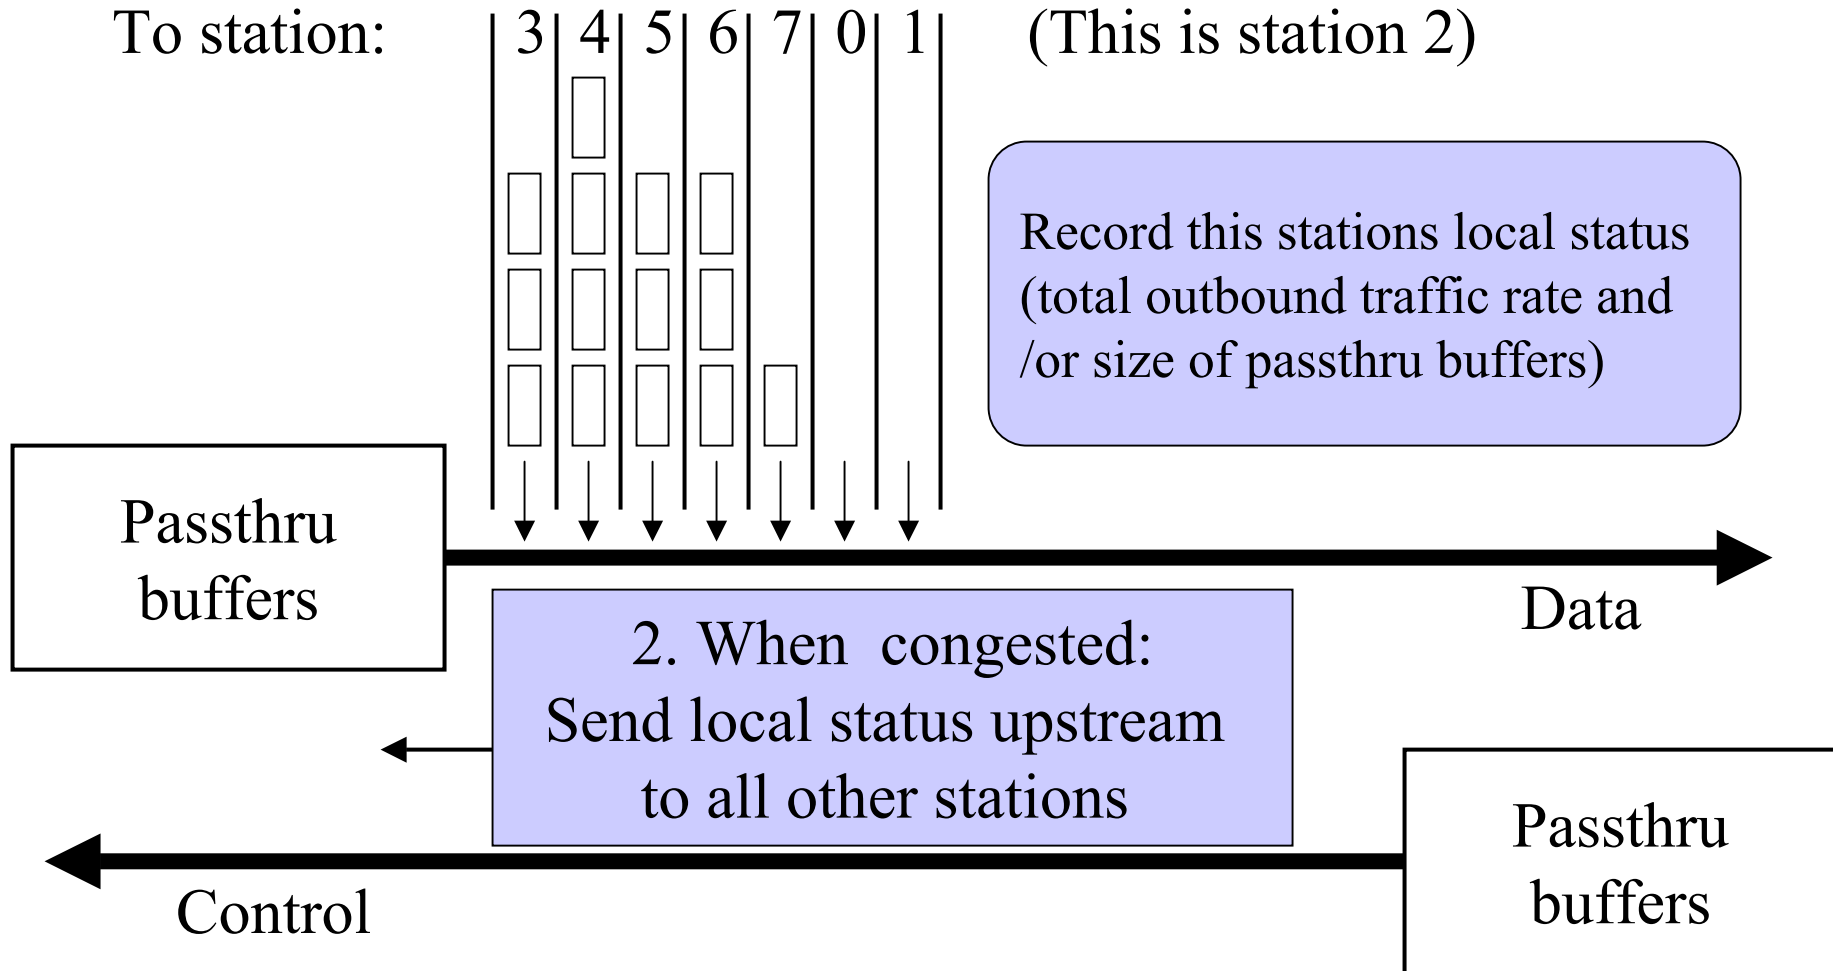 To station: 3 4 5 6 7 0 1 (This is station 2)
Record this stations local status
(total outbound traffic rate and
/or size of passthru buffers)
Passthru
buffers
Data
2. When congested:
Send local status upstream
to all other stations
Passthru
buffers
Control